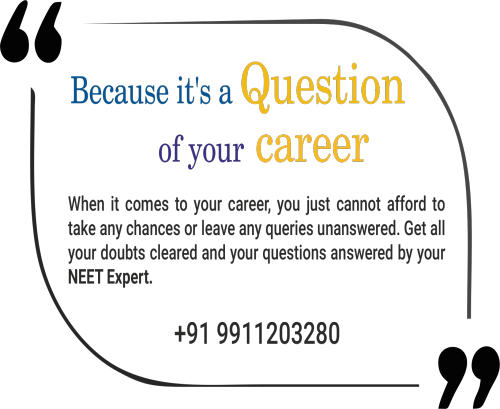 Because it's a Question
of your career
When it comes to your career, you just cannot afford to
take any chances or leave any queries unanswered. Get all
your doubts cleared and your questions answered by your
NEET Expert.
+91 9911203280